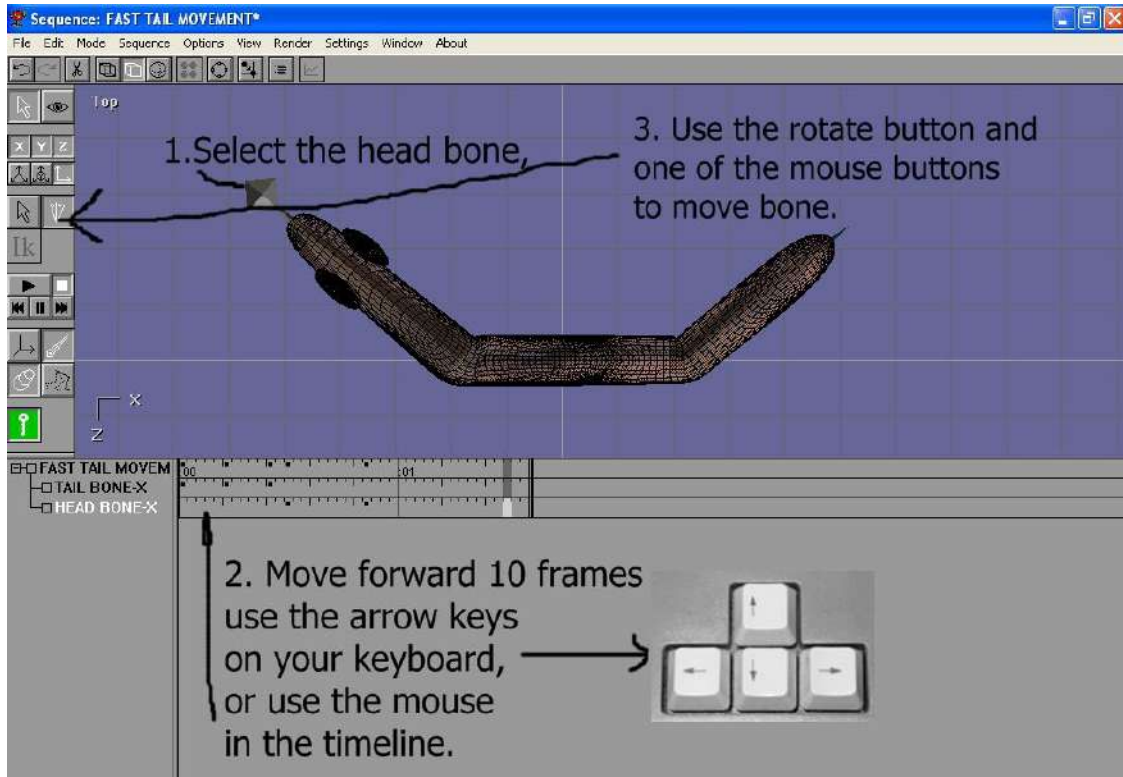 Sequence: FAST TAIL MOVEMENT*
File Edit Mode Sequence Options View Render Settings Window About
Top
1.Select the head bone,
3. Use the rotate button and
one of the mouse buttons
to move bone.
X Y Z
Ik
X
Z
FAST TAIL MOVEM
00
:01
TAIL BONE-X
HEAD BONE-X
2. Move forward 10 frames
use the arrow keys
on your keyboard,
or use the mouse
in the timeline.